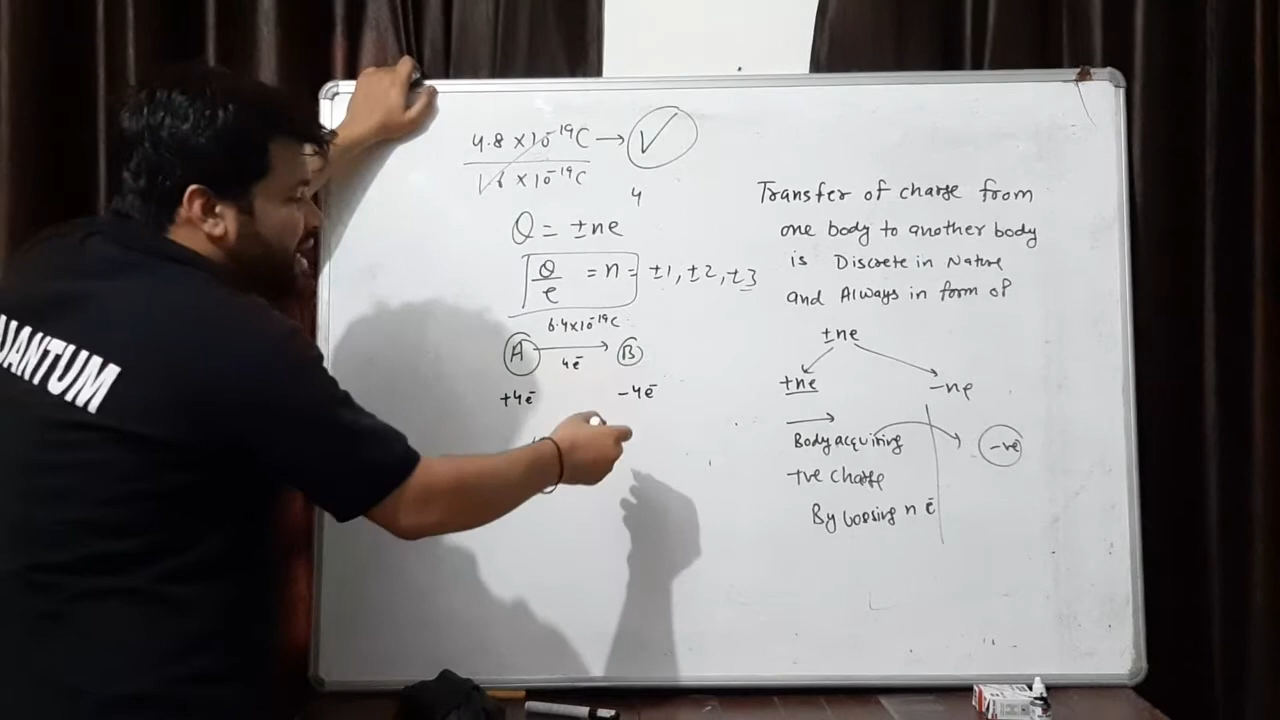 4.8 ×10⁻¹⁹C → ✓
1.6 × 10⁻¹⁹C
4
Q = ±ne
Q/e = n = ±1, ±2, ±3
6.4×10⁻¹⁹C
A → B
4e⁻
+4e⁻ -4e⁻
Transfer of charge from
one body to another body
is Discrete in Nature
and Always in form of
±ne
+ne -ne
Body acquiring → -ve
+ve charge
By loosing n e⁻
UANTUM